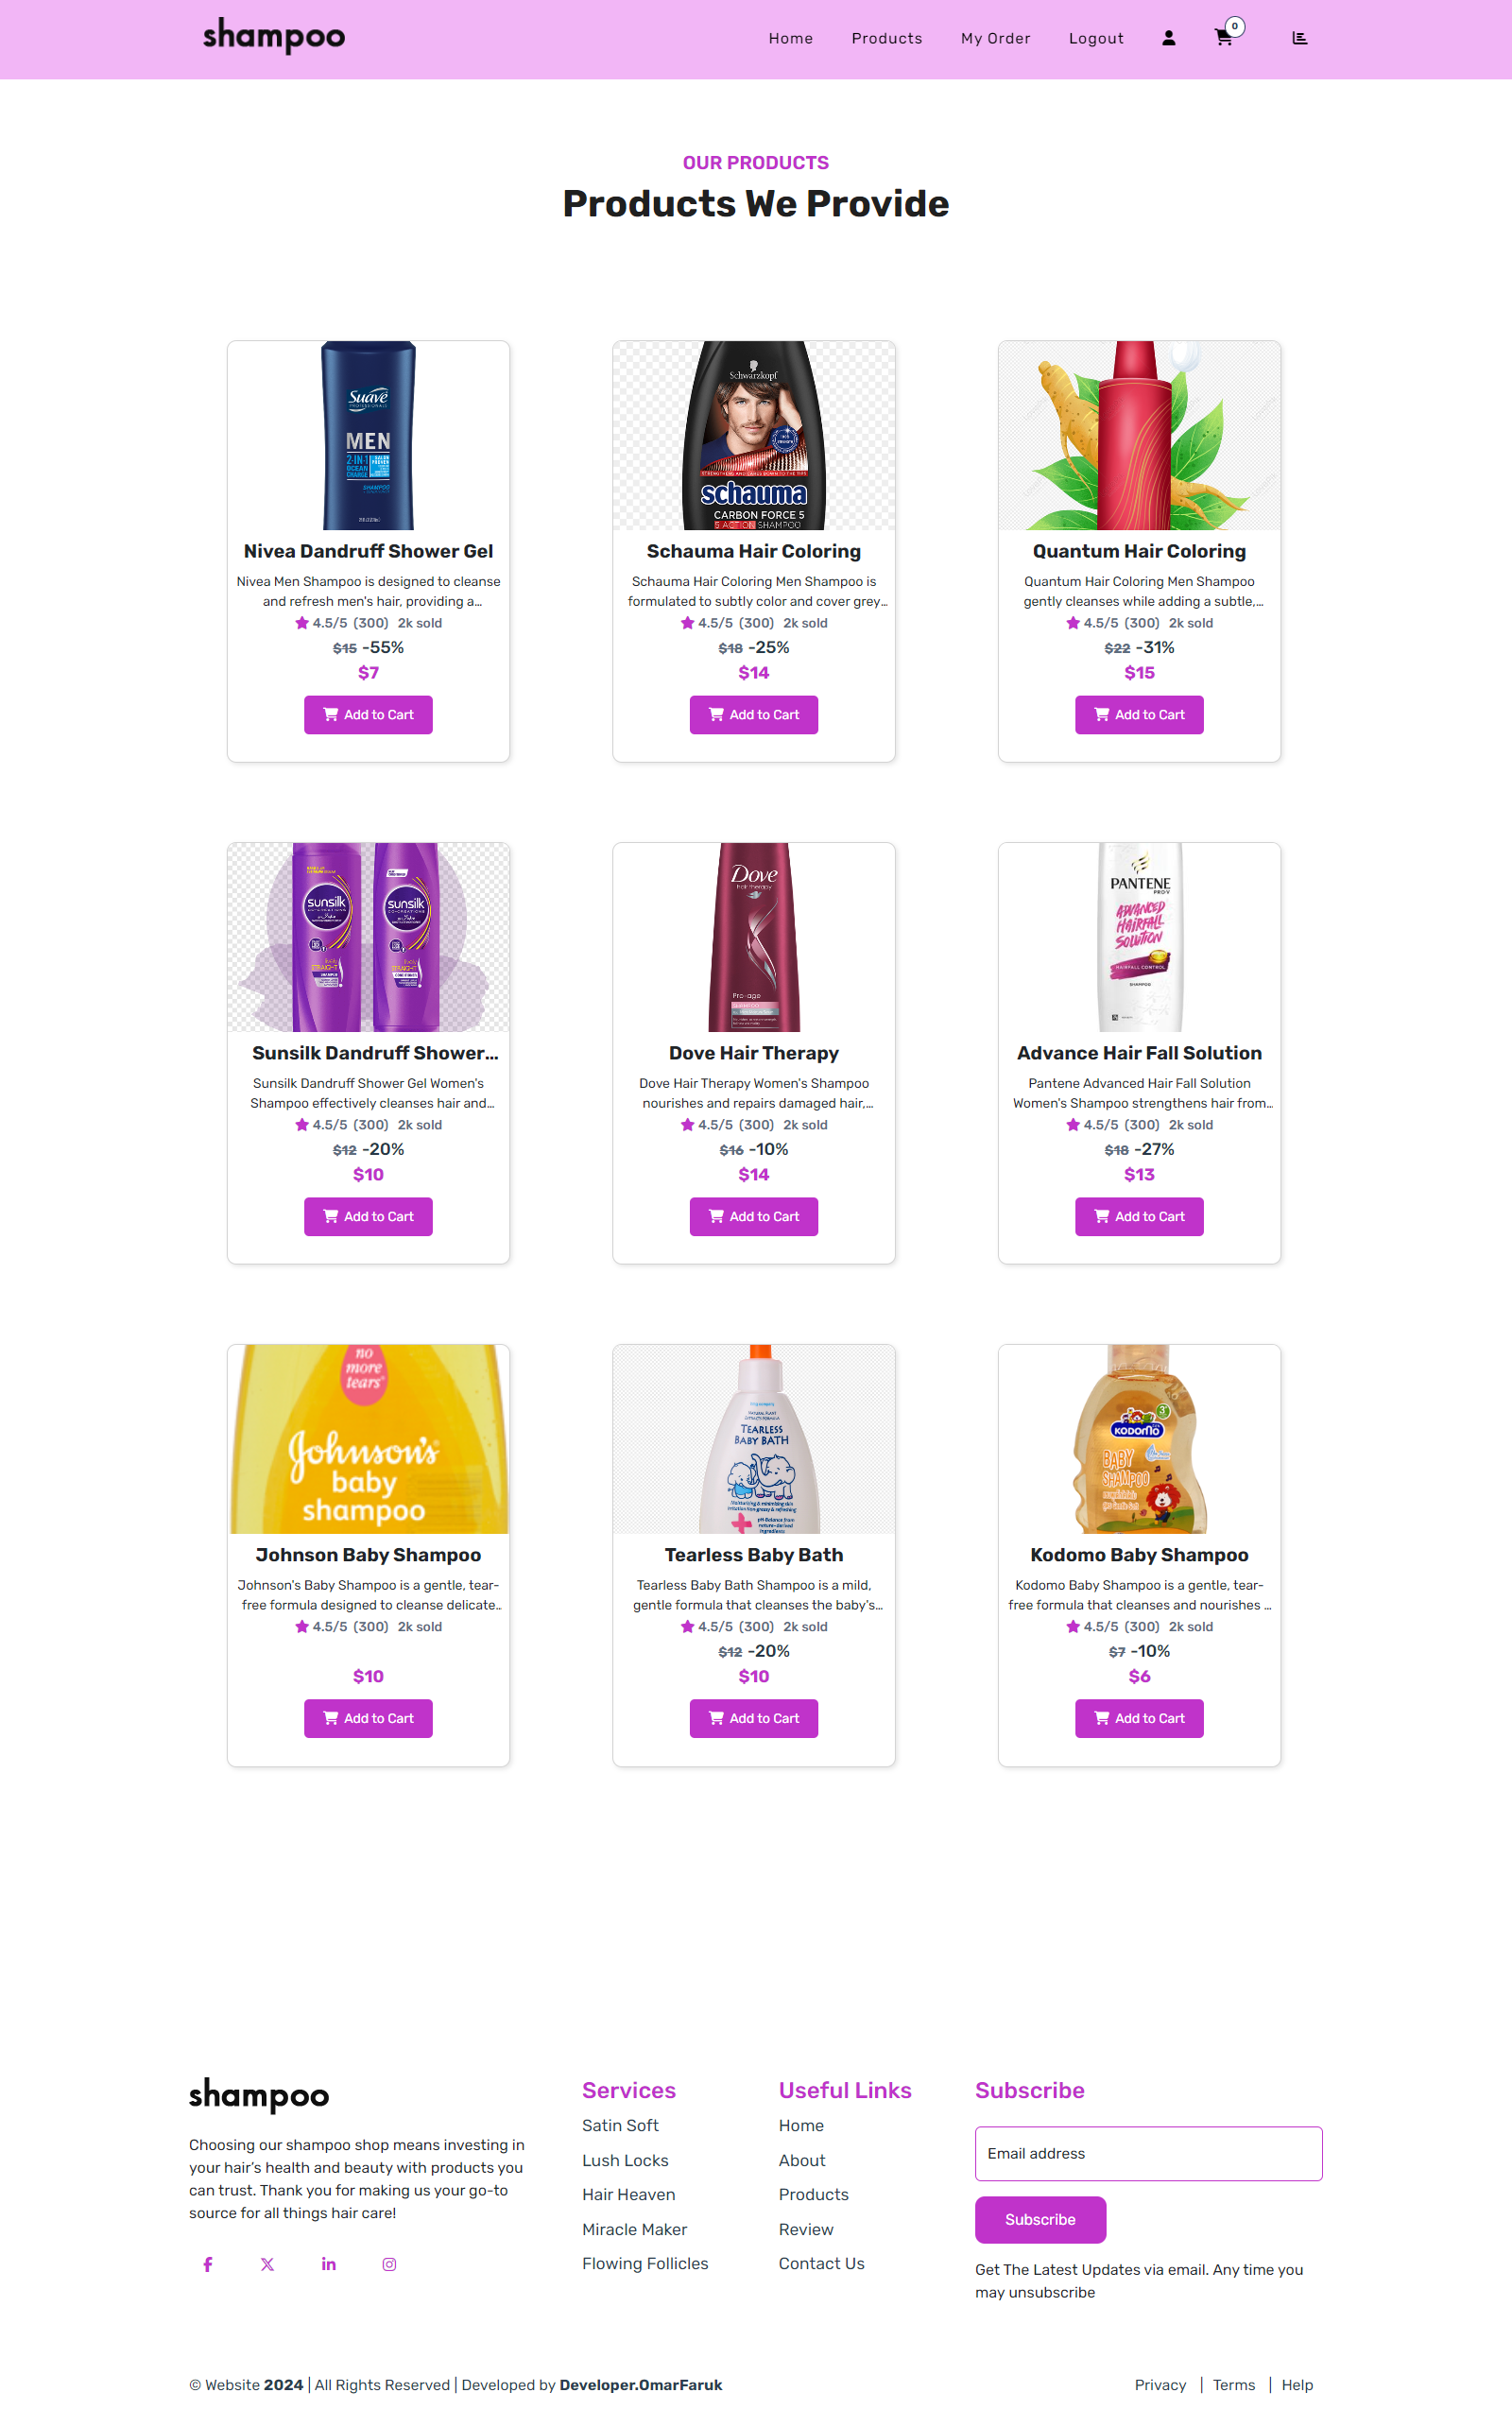 shampoo
Home Products My Order Logout 0
OUR PRODUCTS
Products We Provide
Suave
PROFESSIONALS
MEN
2-IN-1
OCEAN
CHARGE
SHAMPOO
Nivea Dandruff Shower Gel
Nivea Men Shampoo is designed to cleanse
and refresh men's hair, providing a...
4.5/5 (300) 2k sold
$15 -55%
$7
Add to Cart
Schwarzkopf
schauma
CARBON FORCE 5
5 ACTION SHAMPOO
Schauma Hair Coloring
Schauma Hair Coloring Men Shampoo is
formulated to subtly color and cover grey...
4.5/5 (300) 2k sold
$18 -25%
$14
Add to Cart
Quantum Hair Coloring
Quantum Hair Coloring Men Shampoo
gently cleanses while adding a subtle,...
4.5/5 (300) 2k sold
$22 -31%
$15
Add to Cart
sunsilk
STRAIGHT
SHAMPOO
sunsilk
STRAIGHT
CONDITIONER
Sunsilk Dandruff Shower...
Sunsilk Dandruff Shower Gel Women's
Shampoo effectively cleanses hair and...
4.5/5 (300) 2k sold
$12 -20%
$10
Add to Cart
Dove
hair therapy
Pro-age
SHAMPOO
Dove Hair Therapy
Dove Hair Therapy Women's Shampoo
nourishes and repairs damaged hair,...
4.5/5 (300) 2k sold
$16 -10%
$14
Add to Cart
PANTENE
PRO-V
ADVANCED
HAIRFALL
SOLUTION
HAIRFALL CONTROL
SHAMPOO
Advance Hair Fall Solution
Pantene Advanced Hair Fall Solution
Women's Shampoo strengthens hair from...
4.5/5 (300) 2k sold
$18 -27%
$13
Add to Cart
no
more
tears
Johnson's
baby
shampoo
Johnson Baby Shampoo
Johnson's Baby Shampoo is a gentle, tear-
free formula designed to cleanse delicate...
4.5/5 (300) 2k sold
$10
Add to Cart
TEARLESS
BABY BATH
Tearless Baby Bath
Tearless Baby Bath Shampoo is a mild,
gentle formula that cleanses the baby's...
4.5/5 (300) 2k sold
$12 -20%
$10
Add to Cart
KODOMO
BABY
SHAMPOO
Kodomo Baby Shampoo
Kodomo Baby Shampoo is a gentle, tear-
free formula that cleanses and nourishes ...
4.5/5 (300) 2k sold
$7 -10%
$6
Add to Cart
shampoo
Choosing our shampoo shop means investing in
your hair's health and beauty with products you
can trust. Thank you for making us your go-to
source for all things hair care!
Services
Satin Soft
Lush Locks
Hair Heaven
Miracle Maker
Flowing Follicles
Useful Links
Home
About
Products
Review
Contact Us
Subscribe
Email address
Subscribe
Get The Latest Updates via email. Any time you
may unsubscribe
© Website 2024 | All Rights Reserved | Developed by Developer.OmarFaruk
Privacy | Terms | Help